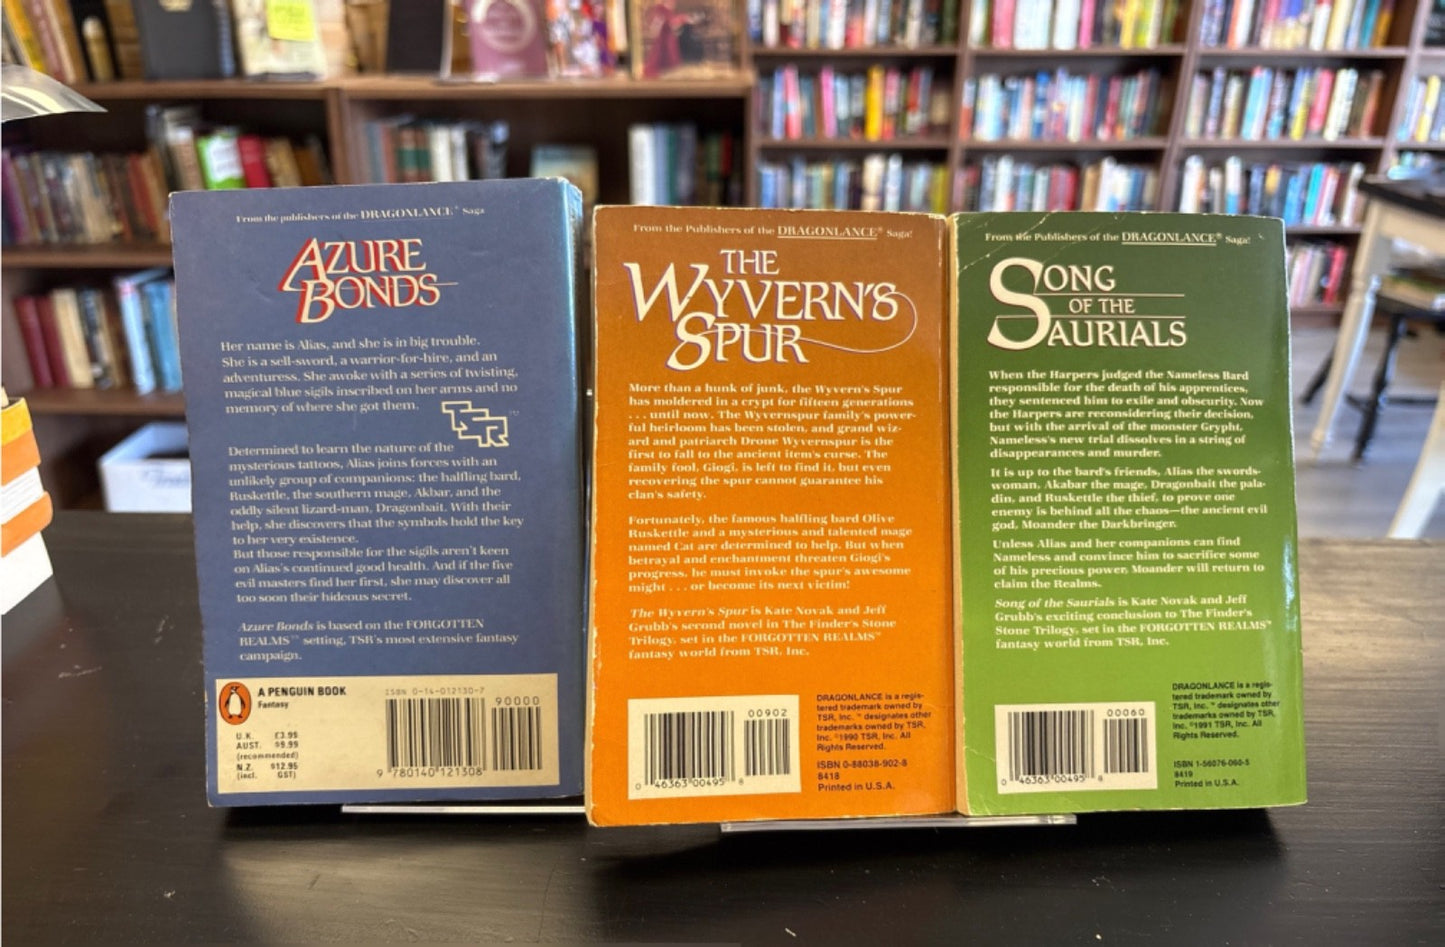 From the publishers of the DRAGONLANCE® Saga
AZURE
BONDS
Her name is Alias, and she is in big trouble.
She is a sell-sword, a warrior-for-hire, and an
adventuress. She awoke with a series of twisting,
magical blue sigils inscribed on her arms and no
memory of where she got them.
TSR
Determined to learn the nature of the
mysterious tattoos, Alias joins forces with an
unlikely group of companions: the halfling bard,
Ruskettle, the southern mage, Akbar, and the
oddly silent lizard-man, Dragonbait. With their
help, she discovers that the symbols hold the key
to her very existence.
But those responsible for the sigils aren't keen
on Alias's continued good health. And if the five
evil masters find her first, she may discover all
too soon their hideous secret.
Azure Bonds is based on the FORGOTTEN
REALMS™ setting, TSR's most extensive fantasy
campaign.
A PENGUIN BOOK
Fantasy
U.K. £3.99
AUST. $9.99
(recommended)
N.Z. $12.95
(incl. GST)
ISBN 0-14-012130-7
90000
9 780140 121308
From the Publishers of the DRAGONLANCE® Saga!
THE
WYVERN'S
SPUR
More than a hunk of junk, the Wyvern's Spur
has moldered in a crypt for fifteen generations
. . . until now. The Wyvernspur family's power-
ful heirloom has been stolen, and grand wiz-
ard and patriarch Drone Wyvernspur is the
first to fall to the ancient item's curse. The
family fool, Giogi, is left to find it, but even
recovering the spur cannot guarantee his
clan's safety.
Fortunately, the famous halfling bard Olive
Ruskettle and a mysterious and talented mage
named Cat are determined to help. But when
betrayal and enchantment threaten Giogi's
progress, he must invoke the spur's awesome
might . . . or become its next victim!
The Wyvern's Spur is Kate Novak and Jeff
Grubb's second novel in The Finder's Stone
Trilogy, set in the FORGOTTEN REALMS™
fantasy world from TSR, Inc.
00902
0 46363 00495 8
DRAGONLANCE is a regis-
tered trademark owned by
TSR, Inc. ™ designates other
trademarks owned by TSR,
Inc. ©1990 TSR, Inc. All
Rights Reserved.
ISBN 0-88038-902-8
8418
Printed in U.S.A.
From the Publishers of the DRAGONLANCE® Saga!
SONG
OF THE
SAURIALS
When the Harpers judged the Nameless Bard
responsible for the death of his apprentices,
they sentenced him to exile and obscurity. Now
the Harpers are reconsidering their decision,
but with the arrival of the monster Grypht,
Nameless's new trial dissolves in a string of
disappearances and murder.
It is up to the bard's friends, Alias the swords-
woman, Akabar the mage, Dragonbait the pala-
din, and Ruskettle the thief, to prove one
enemy is behind all the chaos—the ancient evil
god, Moander the Darkbringer.
Unless Alias and her companions can find
Nameless and convince him to sacrifice some
of his precious power, Moander will return to
claim the Realms.
Song of the Saurials is Kate Novak and Jeff
Grubb's exciting conclusion to The Finder's
Stone Trilogy, set in the FORGOTTEN REALMS™
fantasy world from TSR, Inc.
00060
0 46363 00495 8
DRAGONLANCE is a regis-
tered trademark owned by
TSR, Inc. ™ designates other
trademarks owned by TSR,
Inc. ©1991 TSR, Inc. All
Rights Reserved.
ISBN 1-56076-060-5
8419
Printed in U.S.A.